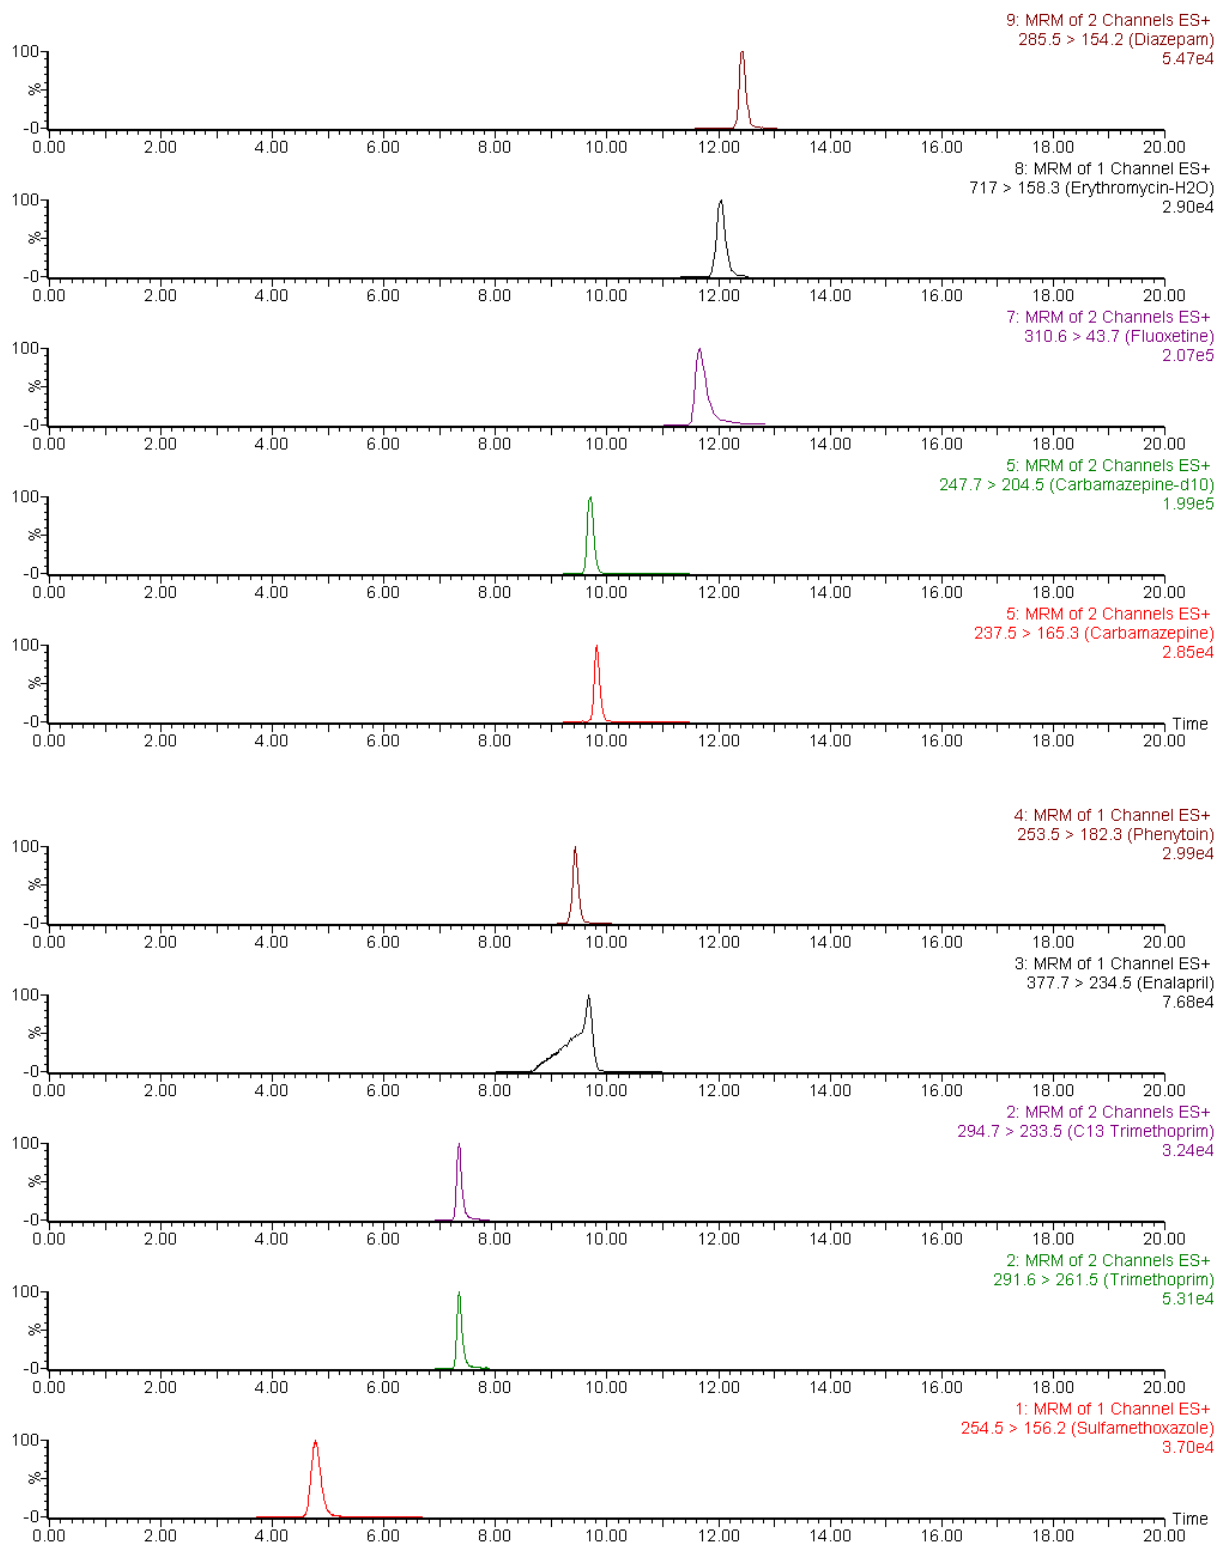 9: MRM of 2 Channels ES+
285.5 > 154.2 (Diazepam)
5.47e4
100
%
-0
0.00 2.00 4.00 6.00 8.00 10.00 12.00 14.00 16.00 18.00 20.00
8: MRM of 1 Channel ES+
717 > 158.3 (Erythromycin-H2O)
2.90e4
100
%
-0
0.00 2.00 4.00 6.00 8.00 10.00 12.00 14.00 16.00 18.00 20.00
7: MRM of 2 Channels ES+
310.6 > 43.7 (Fluoxetine)
2.07e5
100
%
-0
0.00 2.00 4.00 6.00 8.00 10.00 12.00 14.00 16.00 18.00 20.00
5: MRM of 2 Channels ES+
247.7 > 204.5 (Carbamazepine-d10)
1.99e5
100
%
-0
0.00 2.00 4.00 6.00 8.00 10.00 12.00 14.00 16.00 18.00 20.00
5: MRM of 2 Channels ES+
237.5 > 165.3 (Carbamazepine)
2.85e4
100
%
-0
Time
0.00 2.00 4.00 6.00 8.00 10.00 12.00 14.00 16.00 18.00 20.00
4: MRM of 1 Channel ES+
253.5 > 182.3 (Phenytoin)
2.99e4
100
%
-0
0.00 2.00 4.00 6.00 8.00 10.00 12.00 14.00 16.00 18.00 20.00
3: MRM of 1 Channel ES+
377.7 > 234.5 (Enalapril)
7.68e4
100
%
-0
0.00 2.00 4.00 6.00 8.00 10.00 12.00 14.00 16.00 18.00 20.00
2: MRM of 2 Channels ES+
294.7 > 233.5 (C13 Trimethoprim)
3.24e4
100
%
-0
0.00 2.00 4.00 6.00 8.00 10.00 12.00 14.00 16.00 18.00 20.00
2: MRM of 2 Channels ES+
291.6 > 261.5 (Trimethoprim)
5.31e4
100
%
-0
0.00 2.00 4.00 6.00 8.00 10.00 12.00 14.00 16.00 18.00 20.00
1: MRM of 1 Channel ES+
254.5 > 156.2 (Sulfamethoxazole)
3.70e4
100
%
-0
Time
0.00 2.00 4.00 6.00 8.00 10.00 12.00 14.00 16.00 18.00 20.00